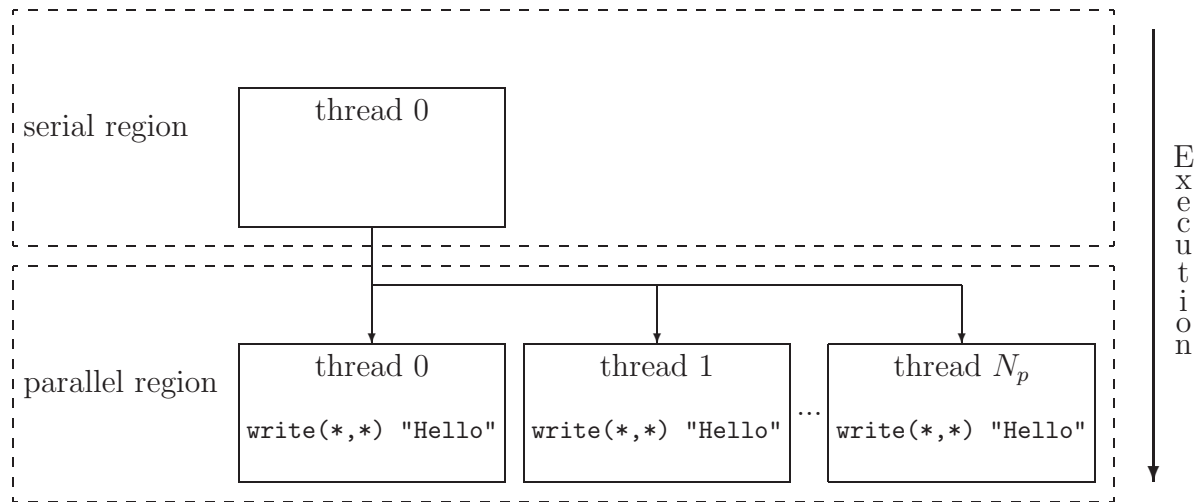 thread 0
serial region
Execution
thread 0
thread 1
thread N_p
parallel region
...
write(*,*) "Hello"
write(*,*) "Hello"
write(*,*) "Hello"